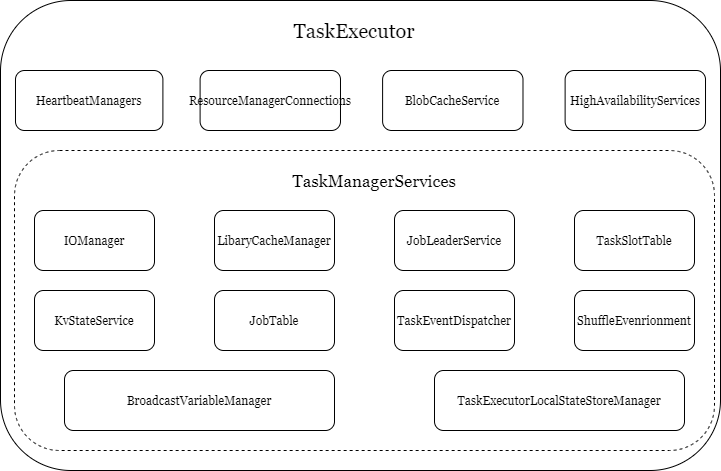 TaskExecutor
HeartbeatManagers
ResourceManagerConnections
BlobCacheService
HighAvailabilityServices
TaskManagerServices
IOManager
LibaryCacheManager
JobLeaderService
TaskSlotTable
KvStateService
JobTable
TaskEventDispatcher
ShuffleEvenrionment
BroadcastVariableManager
TaskExecutorLocalStateStoreManager